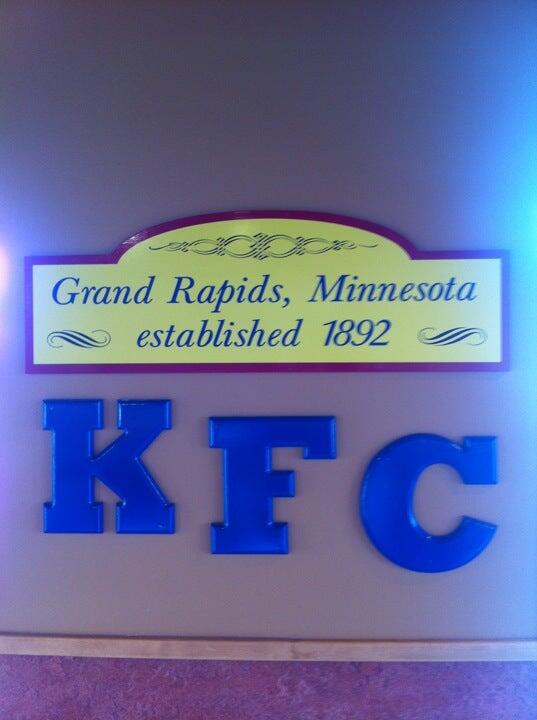 Grand Rapids, Minnesota
established 1892
KFC